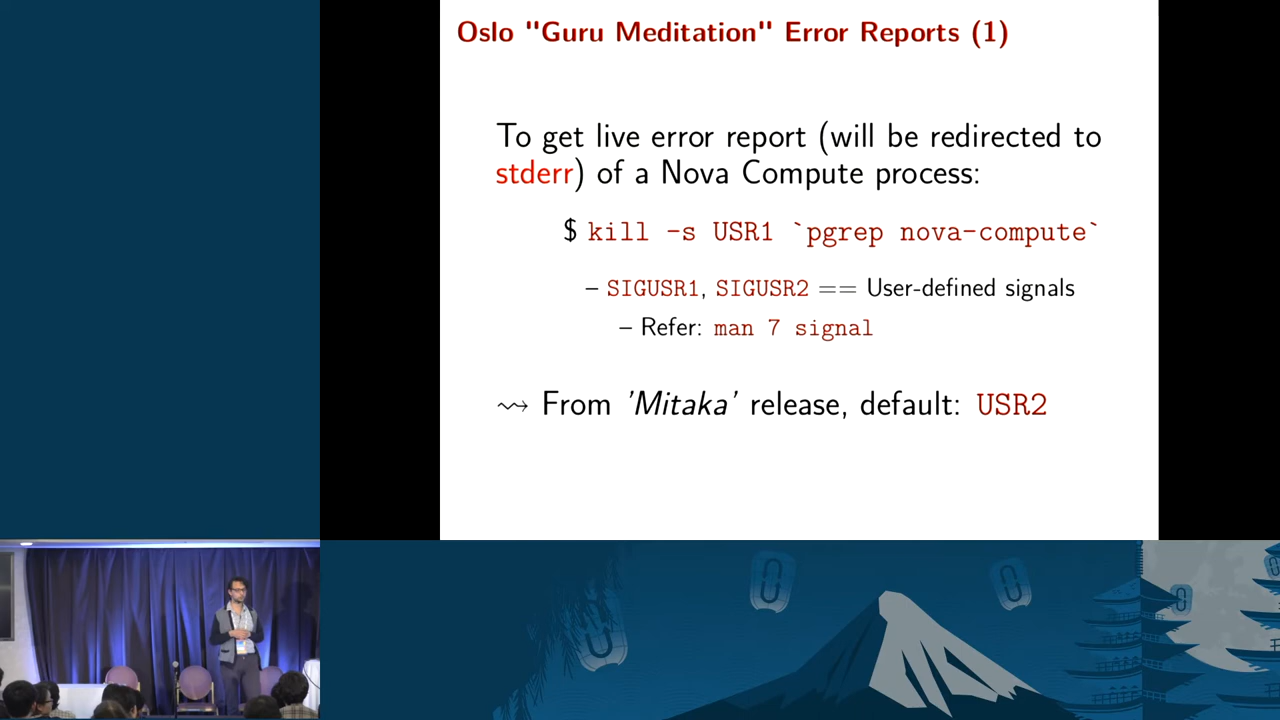 Oslo "Guru Meditation" Error Reports (1)
To get live error report (will be redirected to
stderr) of a Nova Compute process:
$ kill -s USR1 `pgrep nova-compute`
– SIGUSR1, SIGUSR2 == User-defined signals
– Refer: man 7 signal
⇝ From 'Mitaka' release, default: USR2